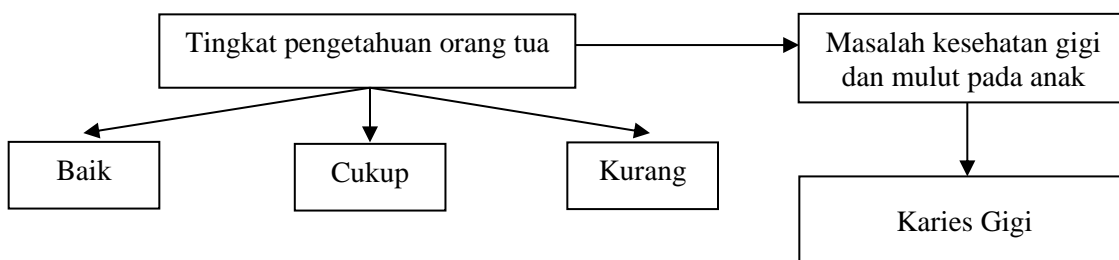 Tingkat pengetahuan orang tua
Masalah kesehatan gigi
dan mulut pada anak
Baik
Cukup
Kurang
Karies Gigi